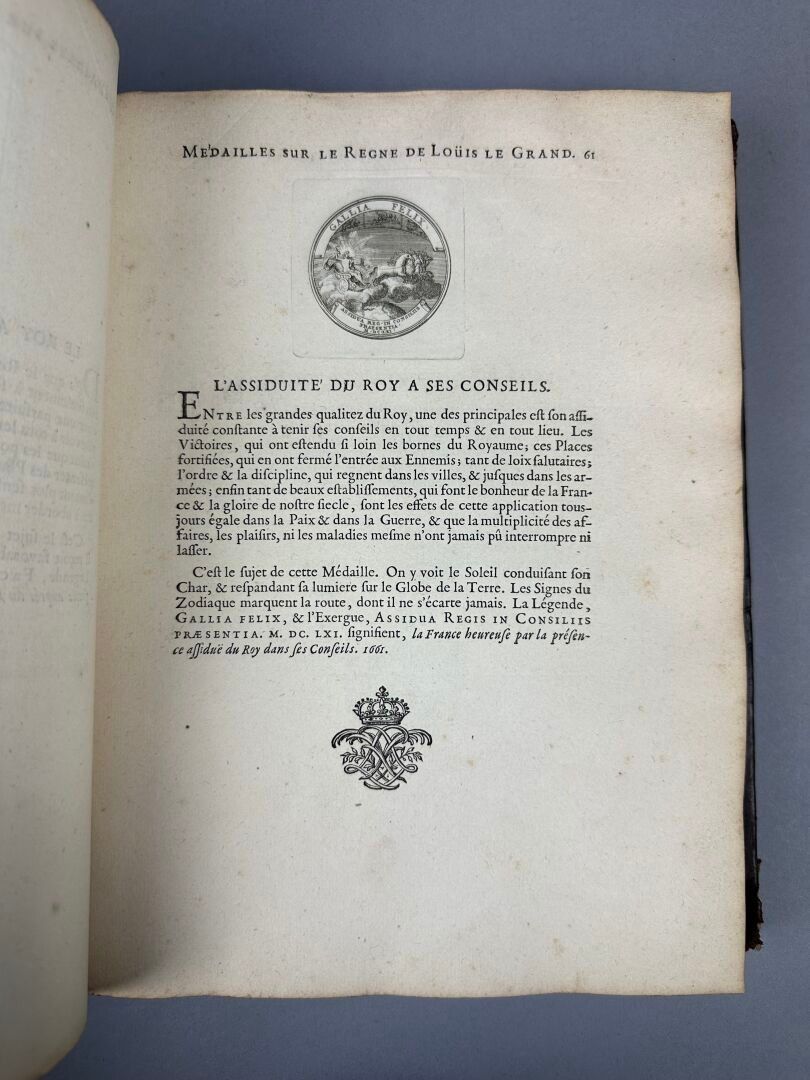 MEDAILLES SUR LE REGNE DE LOÜIS LE GRAND. 61
GALLIA FELIX.
ASSIDUA REG. IN CONSILIIS
PRAESENTIA
M.DC.LXI.
L'ASSIDUITE' DU ROY A SES CONSEILS.
ENTRE les grandes qualitez du Roy, une des principales eſt ſon aſſi-
duité conſtante à tenir ſes conſeils en tout temps & en tout lieu. Les
Victoires, qui ont eſtendu ſi loin les bornes du Royaume; ces Places
fortifiées, qui en ont fermé l'entrée aux Ennemis; tant de loix ſalutaires;
l'ordre & la diſcipline, qui regnent dans les villes, & juſques dans les ar-
mées; enfin tant de beaux eſtabliſſements, qui font le bonheur de la Fran-
ce & la gloire de noſtre ſiecle, ſont les effets de cette application tous-
jours égale dans la Paix & dans la Guerre, & que la multiplicité des af-
faires, les plaiſirs, ni les maladies meſme n'ont jamais pû interrompre ni
laſſer.
C'eſt le ſujet de cette Médaille. On y voit le Soleil conduiſant ſon
Char, & reſpandant ſa lumiere ſur le Globe de la Terre. Les Signes du
Zodiaque marquent la route, dont il ne s'écarte jamais. La Légende,
GALLIA FELIX, & l'Exergue, ASSIDUA REGIS IN CONSILIIS
PRÆSENTIA. M. DC. LXI. ſignifient, la France heureuſe par la préſen-
ce aſſiduë du Roy dans ſes Conſeils. 1661.